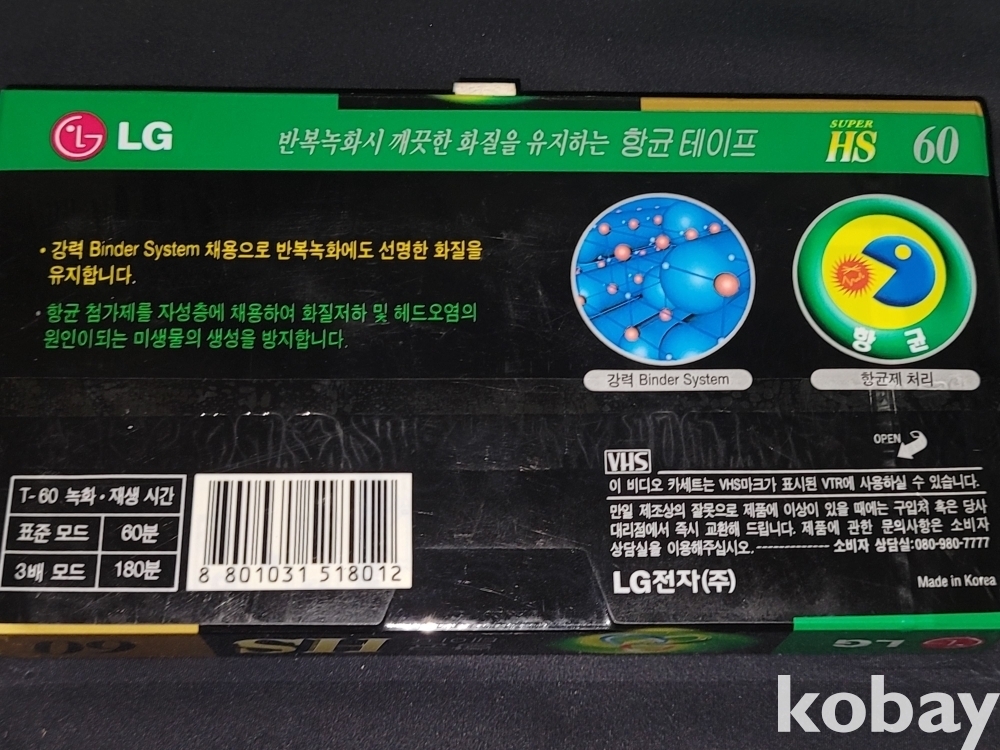 LG 반복녹화시 깨끗한 화질을 유지하는 항균 테이프 SUPER HS 60
• 강력 Binder System 채용으로 반복녹화에도 선명한 화질을
유지합니다.
• 항균 첨가제를 자성층에 채용하여 화질저하 및 헤드오염의
원인이되는 미생물의 생성을 방지합니다.
항균
강력 Binder System
항균제 처리
OPEN
T-60 녹화·재생 시간
표준 모드 60분
3배 모드 180분
8 801031 518012
VHS
이 비디오 카세트는 VHS마크가 표시된 VTR에 사용하실 수 있습니다.
만일 제조상의 잘못으로 제품에 이상이 있을 때에는 구입처 혹은 당사
대리점에서 즉시 교환해 드립니다. 제품에 관한 문의사항은 소비자
상담실을 이용해주십시오.------------- 소비자 상담실:080-980-7777
LG전자(주)
Made in Korea
60 HS LG
kobay